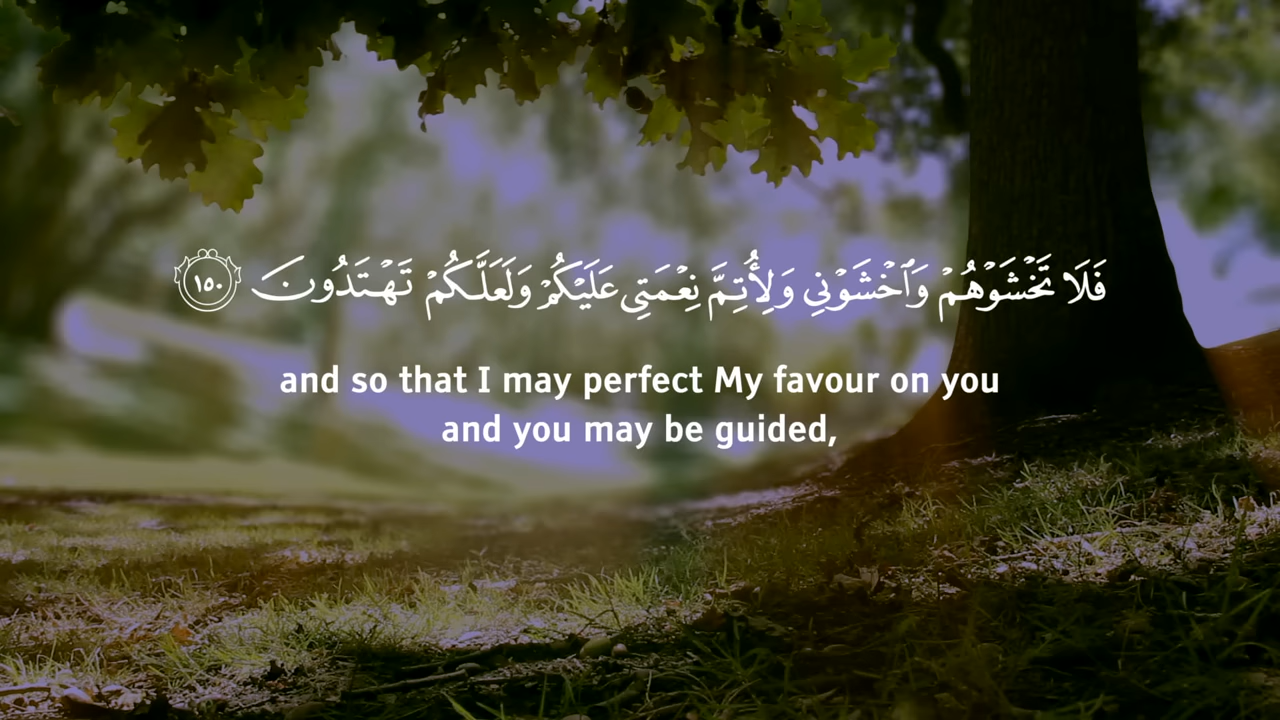 فَلَا تَخْشَوْهُمْ وَٱخْشَوْنِي وَلِأُتِمَّ نِعْمَتِي عَلَيْكُمْ وَلَعَلَّكُمْ تَهْتَدُونَ ١٥٠
and so that I may perfect My favour on you
and you may be guided,